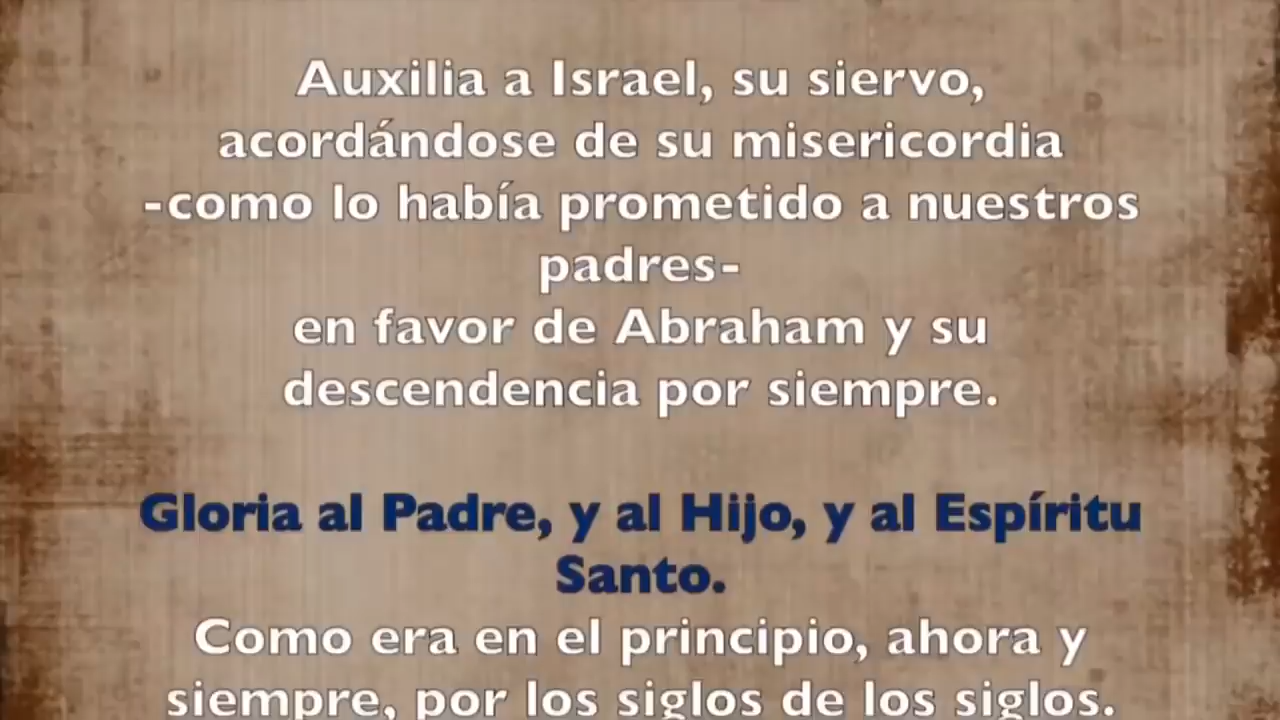 Auxilia a Israel, su siervo,
acordándose de su misericordia
-como lo había prometido a nuestros
padres-
en favor de Abraham y su
descendencia por siempre.
Gloria al Padre, y al Hijo, y al Espíritu
Santo.
Como era en el principio, ahora y
siempre, por los siglos de los siglos.